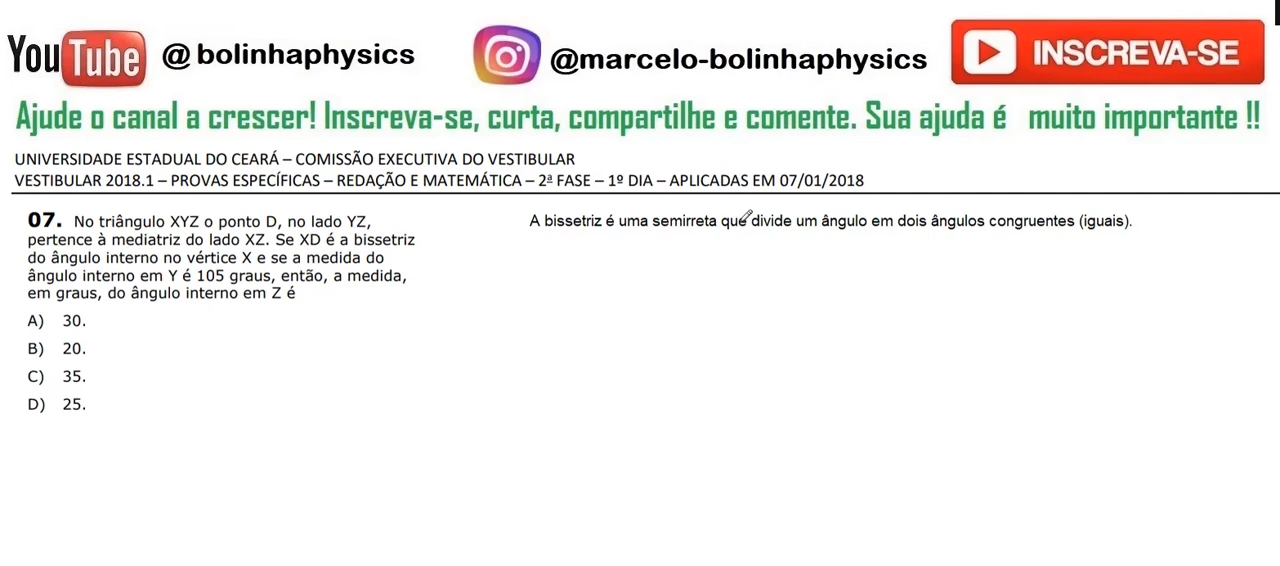 YouTube @ bolinhaphysics @marcelo-bolinhaphysics INSCREVA-SE
Ajude o canal a crescer! Inscreva-se, curta, compartilhe e comente. Sua ajuda é muito importante !!
UNIVERSIDADE ESTADUAL DO CEARÁ – COMISSÃO EXECUTIVA DO VESTIBULAR
VESTIBULAR 2018.1 – PROVAS ESPECÍFICAS – REDAÇÃO E MATEMÁTICA – 2ª FASE – 1º DIA – APLICADAS EM 07/01/2018
07. No triângulo XYZ o ponto D, no lado YZ,
pertence à mediatriz do lado XZ. Se XD é a bissetriz
do ângulo interno no vértice X e se a medida do
ângulo interno em Y é 105 graus, então, a medida,
em graus, do ângulo interno em Z é
A) 30.
B) 20.
C) 35.
D) 25.
A bissetriz é uma semirreta que divide um ângulo em dois ângulos congruentes (iguais).